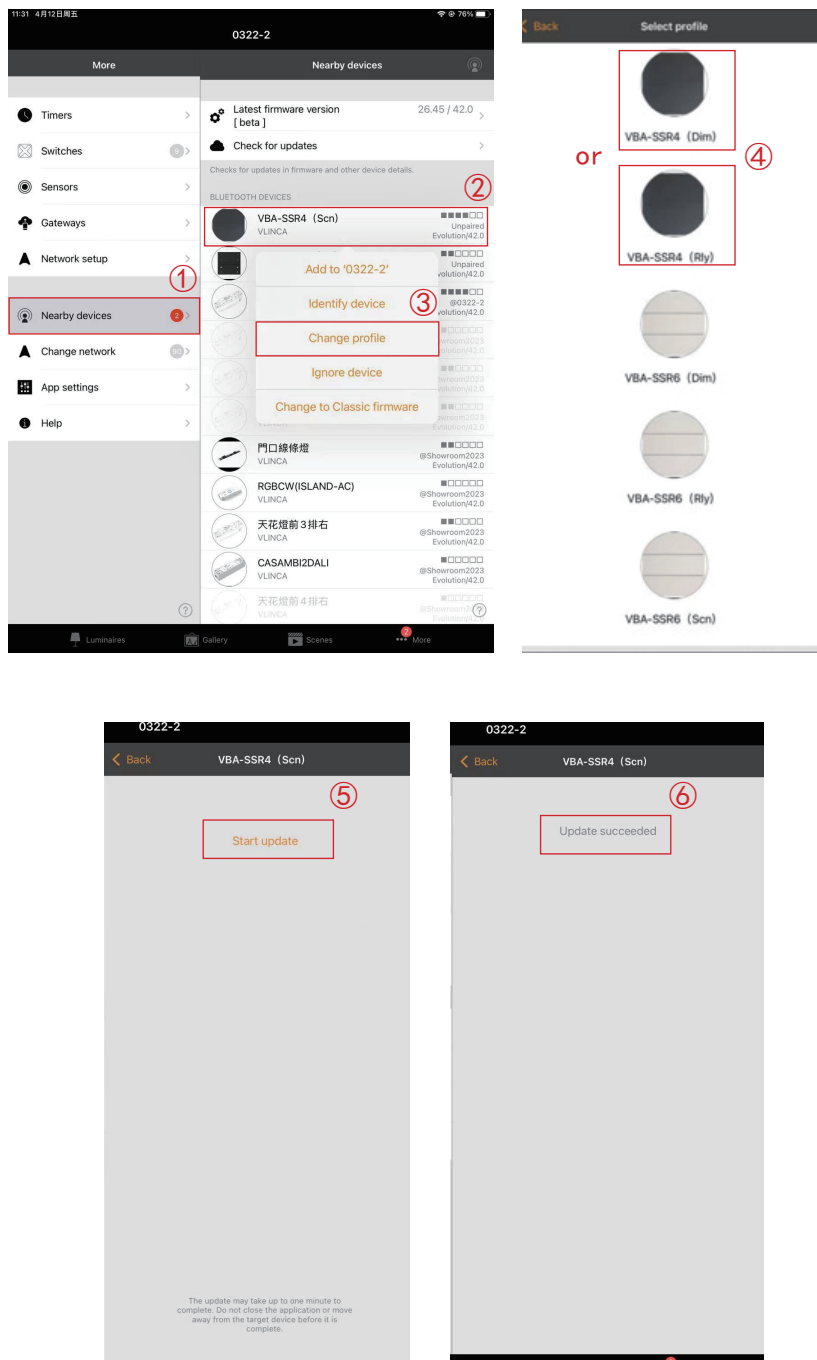 11:31 4月12日周五
76%
0322-2
More
Nearby devices
Timers
Switches 9
Sensors
Gateways
Network setup
①
Nearby devices 2
Change network 90
App settings
Help
Latest firmware version
[ beta ]
26.45 / 42.0
Check for updates
Checks for updates in firmware and other device details.
②
BLUETOOTH DEVICES
VBA-SSR4 (Scn)
VLINCA
Unpaired
Evolution/42.0
Unpaired
volution/42.0
Add to '0322-2'
Identify device
③
@0322-2
volution/42.0
Change profile
Ignore device
Change to Classic firmware
owroom2023
Evolution/42.0
門口線條燈
VLINCA
@Showroom2023
Evolution/42.0
RGBCW(ISLAND-AC)
VLINCA
@Showroom2023
Evolution/42.0
天花燈前3排右
VLINCA
@Showroom2023
Evolution/42.0
CASAMBI2DALI
VLINCA
@Showroom2023
Evolution/42.0
天花燈前4排右
VLINCA
?
?
Luminaires
Gallery
Scenes
2
More
Back
Select profile
VBA-SSR4 (Dim)
or
④
VBA-SSR4 (Rly)
VBA-SSR6 (Dim)
VBA-SSR6 (Rly)
VBA-SSR6 (Scn)
0322-2
Back
VBA-SSR4 (Scn)
⑤
Start update
The update may take up to one minute to
complete. Do not close the application or move
away from the target device before it is
complete.
0322-2
Back
VBA-SSR4 (Scn)
⑥
Update succeeded